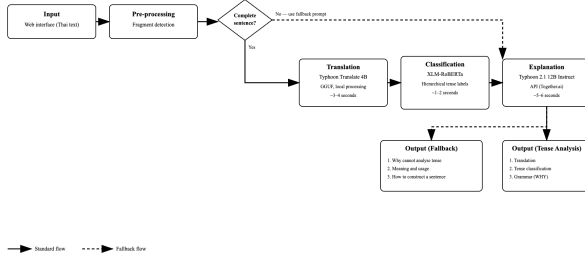 Input
Web interface (Thai text)
Pre-processing
Fragment detection
Complete
sentence?
No — use fallback prompt
Yes
Translation
Typhoon Translate 4B
GGUF, local processing
~3–4 seconds
Classification
XLM-RoBERTa
Hierarchical tense labels
~1–2 seconds
Explanation
Typhoon 2.1 12B Instruct
API (Together.ai)
~5–6 seconds
Output (Fallback)
1. Why cannot analyse tense
2. Meaning and usage
3. How to construct a sentence
Output (Tense Analysis)
1. Translation
2. Tense classification
3. Grammar (WHY)
Standard flow
Fallback flow